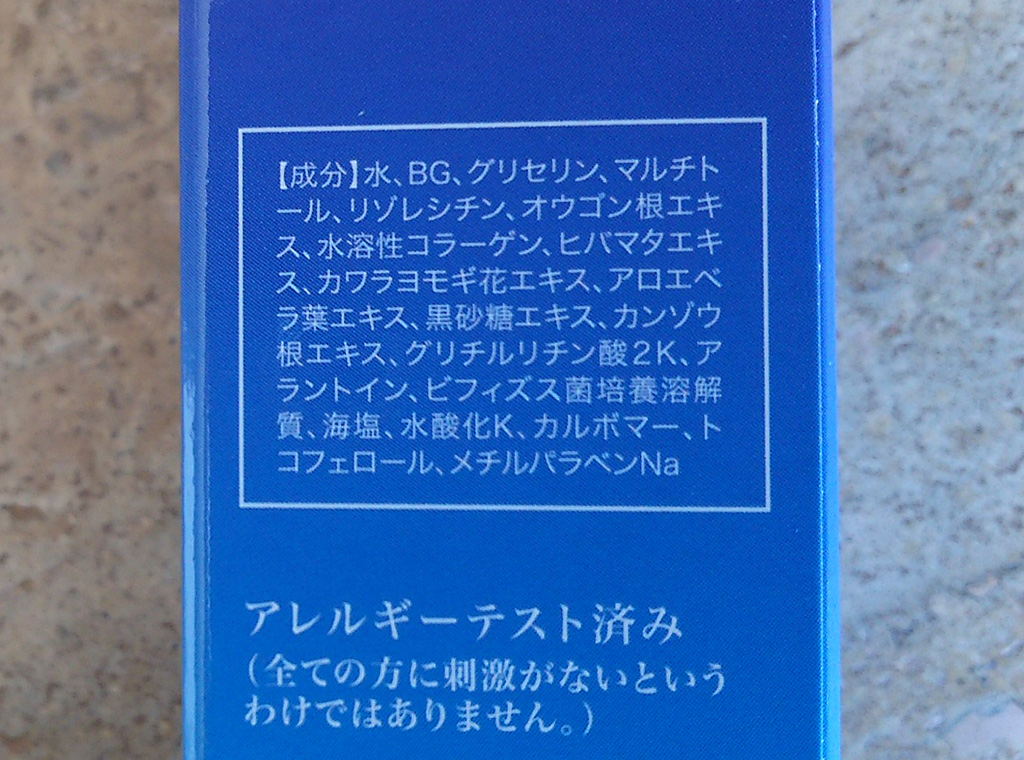 【成分】水、BG、グリセリン、マルチト
ール、リゾレシチン、オウゴン根エキ
ス、水溶性コラーゲン、ヒバマタエキ
ス、カワラヨモギ花エキス、アロエベ
ラ葉エキス、黒砂糖エキス、カンゾウ
根エキス、グリチルリチン酸2K、ア
ラントイン、ビフィズス菌培養溶解
質、海塩、水酸化K、カルボマー、ト
コフェロール、メチルパラベンNa
アレルギーテスト済み
(全ての方に刺激がないという
わけではありません。)